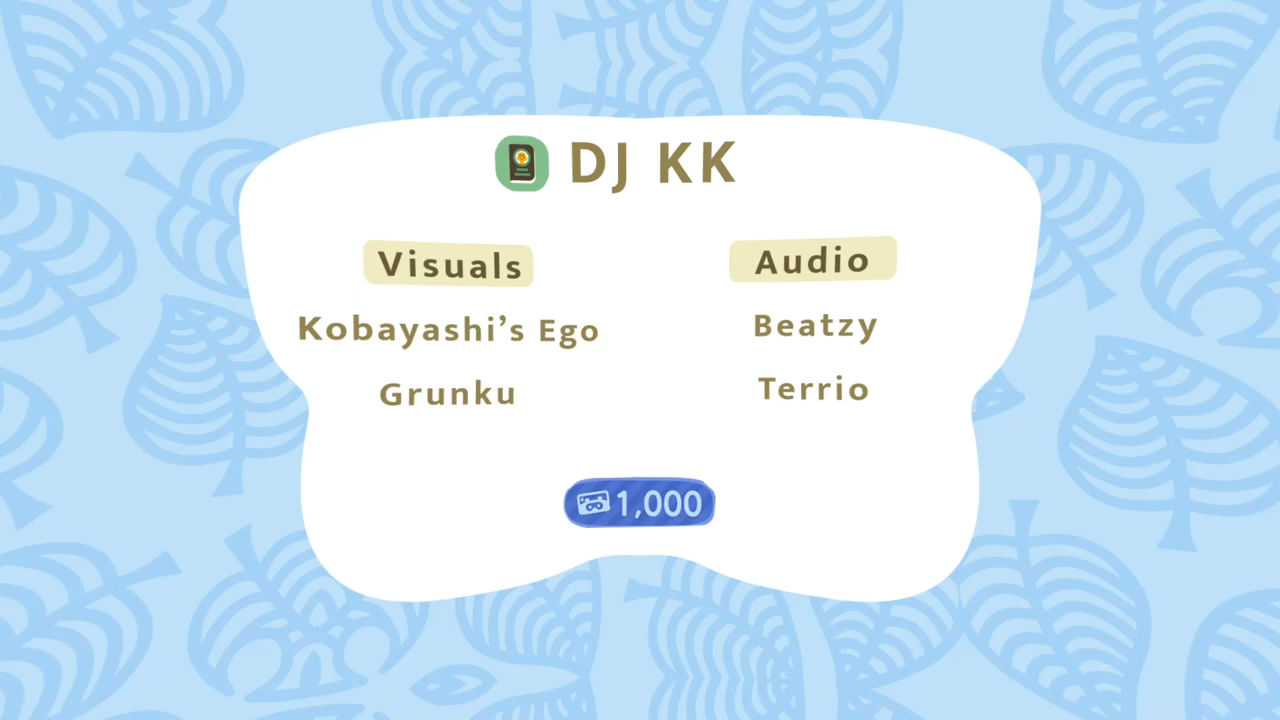 DJ KK
Visuals
Kobayashi's Ego
Grunku
Audio
Beatzy
Terrio
1,000